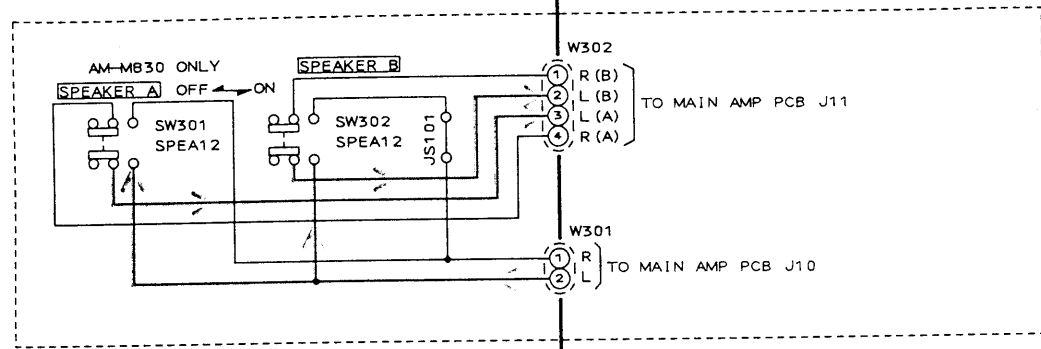 W302
AM-MB30 ONLY
SPEAKER B
SPEAKER A OFF ON
1 R(B)
2 L(B)
3 L(A)
4 R(A)
TO MAIN AMP PCB J11
SW301
SPEA12
SW302
SPEA12
JS101
W301
1 R
2 L
TO MAIN AMP PCB J10